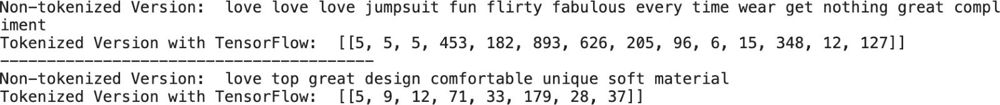 Non-tokenized Version:  love love love jumpsuit fun flirty fabulous every time wear get nothing great compl
iment
Tokenized Version with TensorFlow:  [[5, 5, 5, 453, 182, 893, 626, 205, 96, 6, 15, 348, 12, 127]]
----------------------------------------
Non-tokenized Version:  love top great design comfortable unique soft material
Tokenized Version with TensorFlow:  [[5, 9, 12, 71, 33, 179, 28, 37]]